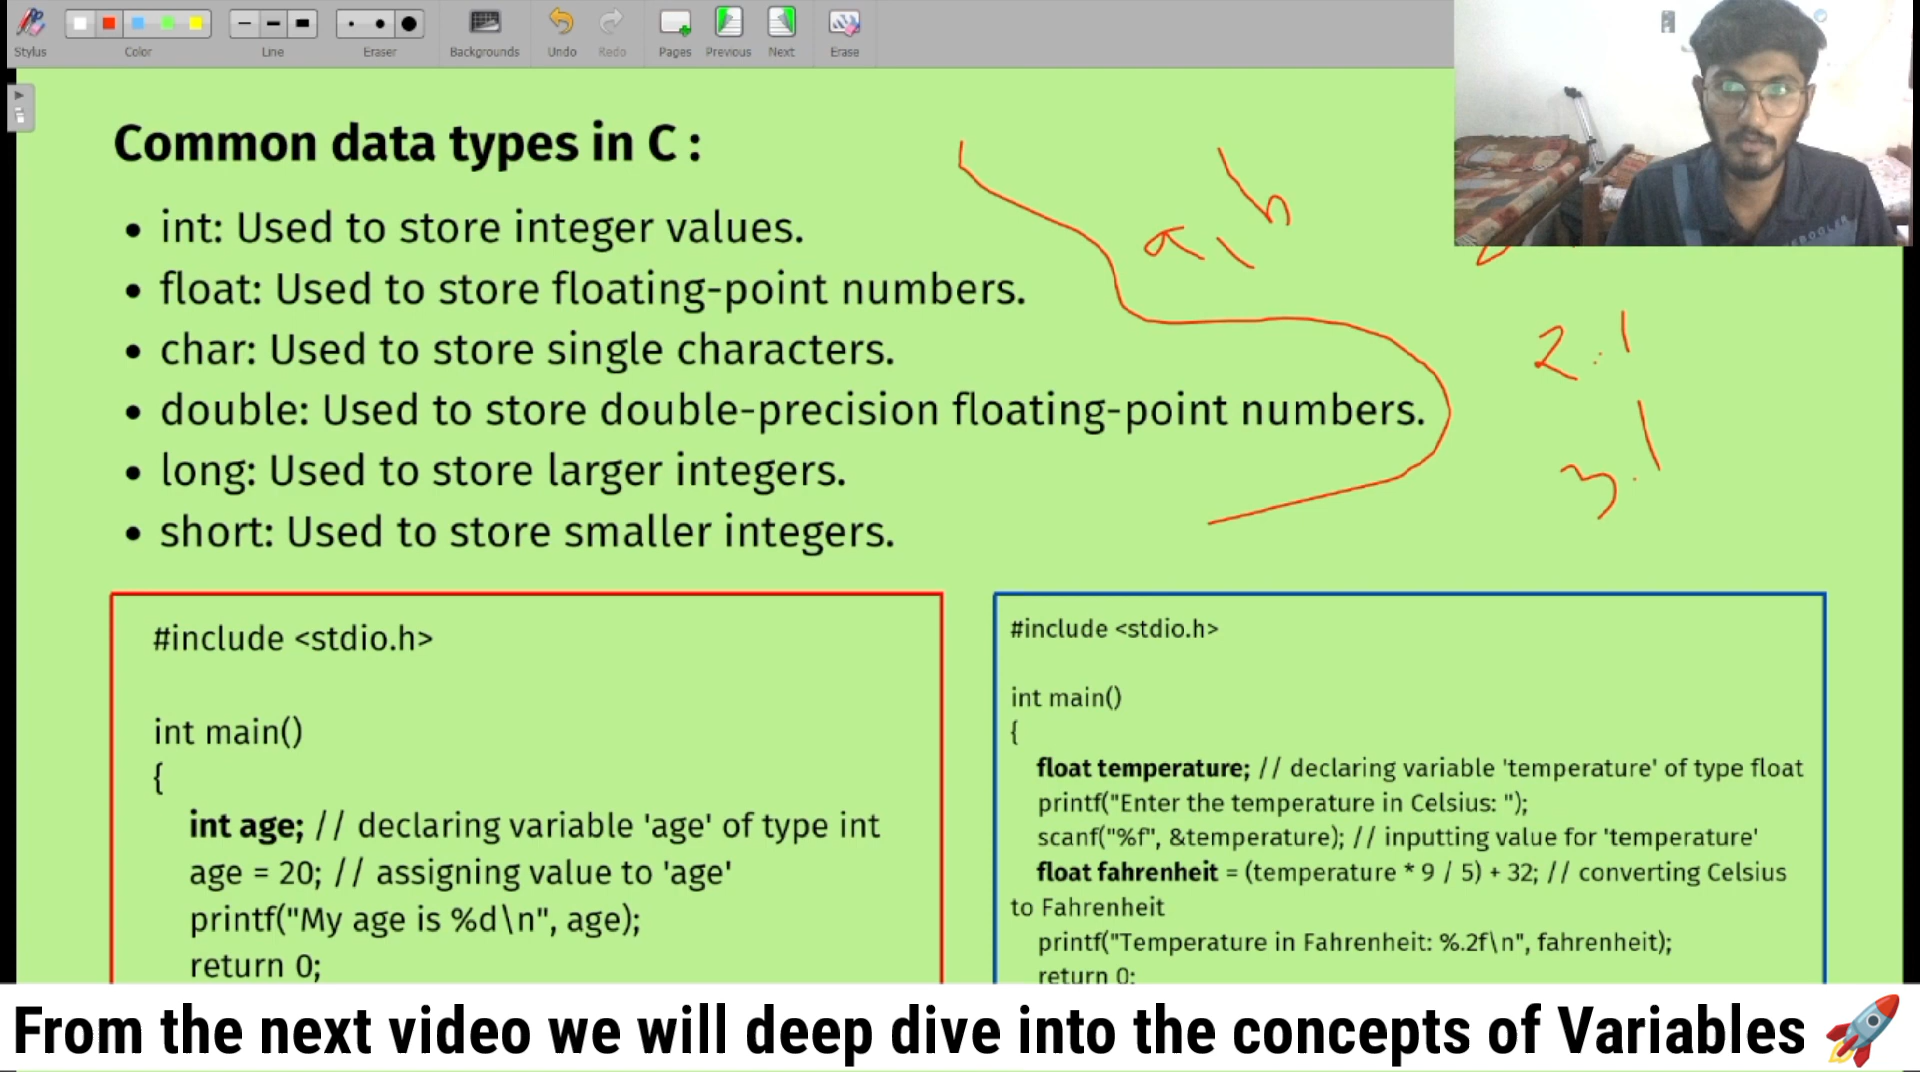 Stylus
Color
Line
Eraser
Backgrounds
Undo
Redo
Pages
Previous
Next
Erase
Common data types in C :
• int: Used to store integer values.
• float: Used to store floating-point numbers.
• char: Used to store single characters.
• double: Used to store double-precision floating-point numbers.
• long: Used to store larger integers.
• short: Used to store smaller integers.
a, h
2.1
3.1
#include <stdio.h>
int main()
{
int age; // declaring variable 'age' of type int
age = 20; // assigning value to 'age'
printf("My age is %d\n", age);
return 0;
#include <stdio.h>
int main()
{
float temperature; // declaring variable 'temperature' of type float
printf("Enter the temperature in Celsius: ");
scanf("%f", &temperature); // inputting value for 'temperature'
float fahrenheit = (temperature * 9 / 5) + 32; // converting Celsius
to Fahrenheit
printf("Temperature in Fahrenheit: %.2f\n", fahrenheit);
return 0;
From the next video we will deep dive into the concepts of Variables 🚀